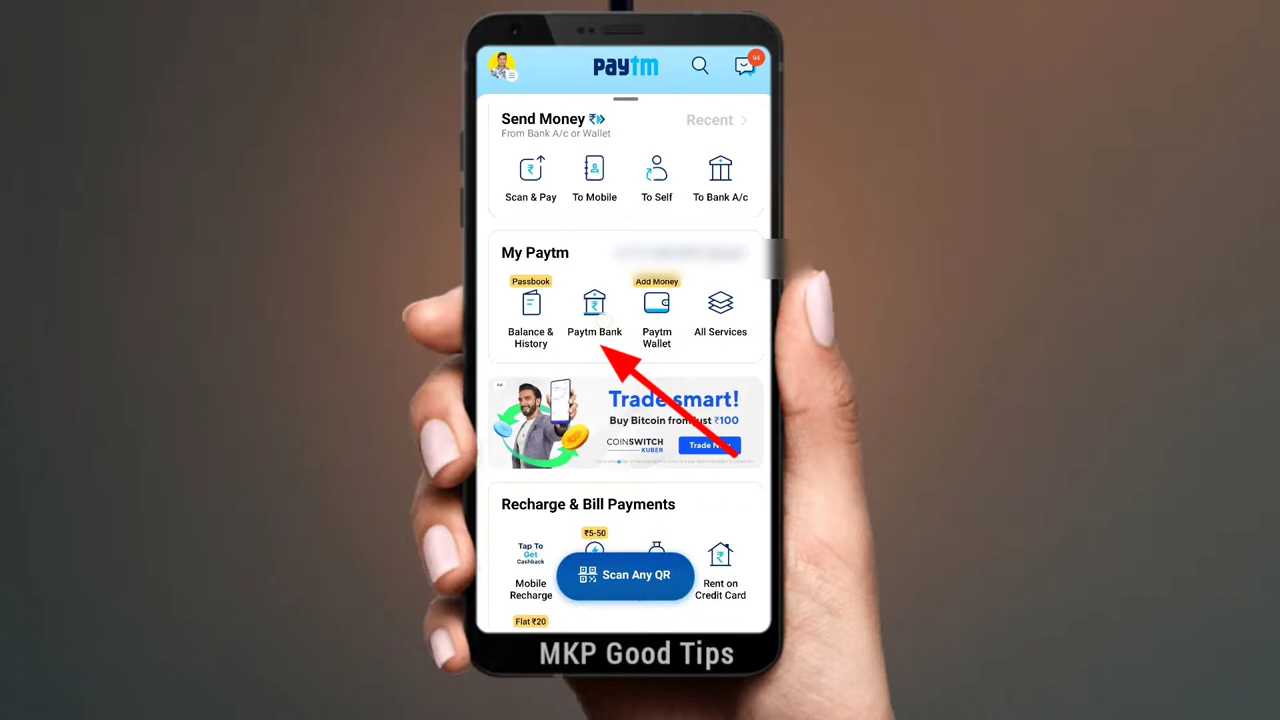 paytm
94
Send Money
Recent >
From Bank A/c or Wallet
Scan & Pay
To Mobile
To Self
To Bank A/c
My Paytm
Passbook
Add Money
Balance & History
Paytm Bank
Paytm Wallet
All Services
Ad
Trade smart!
Buy Bitcoin from just ₹100
COINSWITCH
KUBER
Trade
Recharge & Bill Payments
₹5-50
Tap To
Get
Cashback
Mobile
Recharge
Scan Any QR
Rent on
Credit Card
Flat ₹20
MKP Good Tips